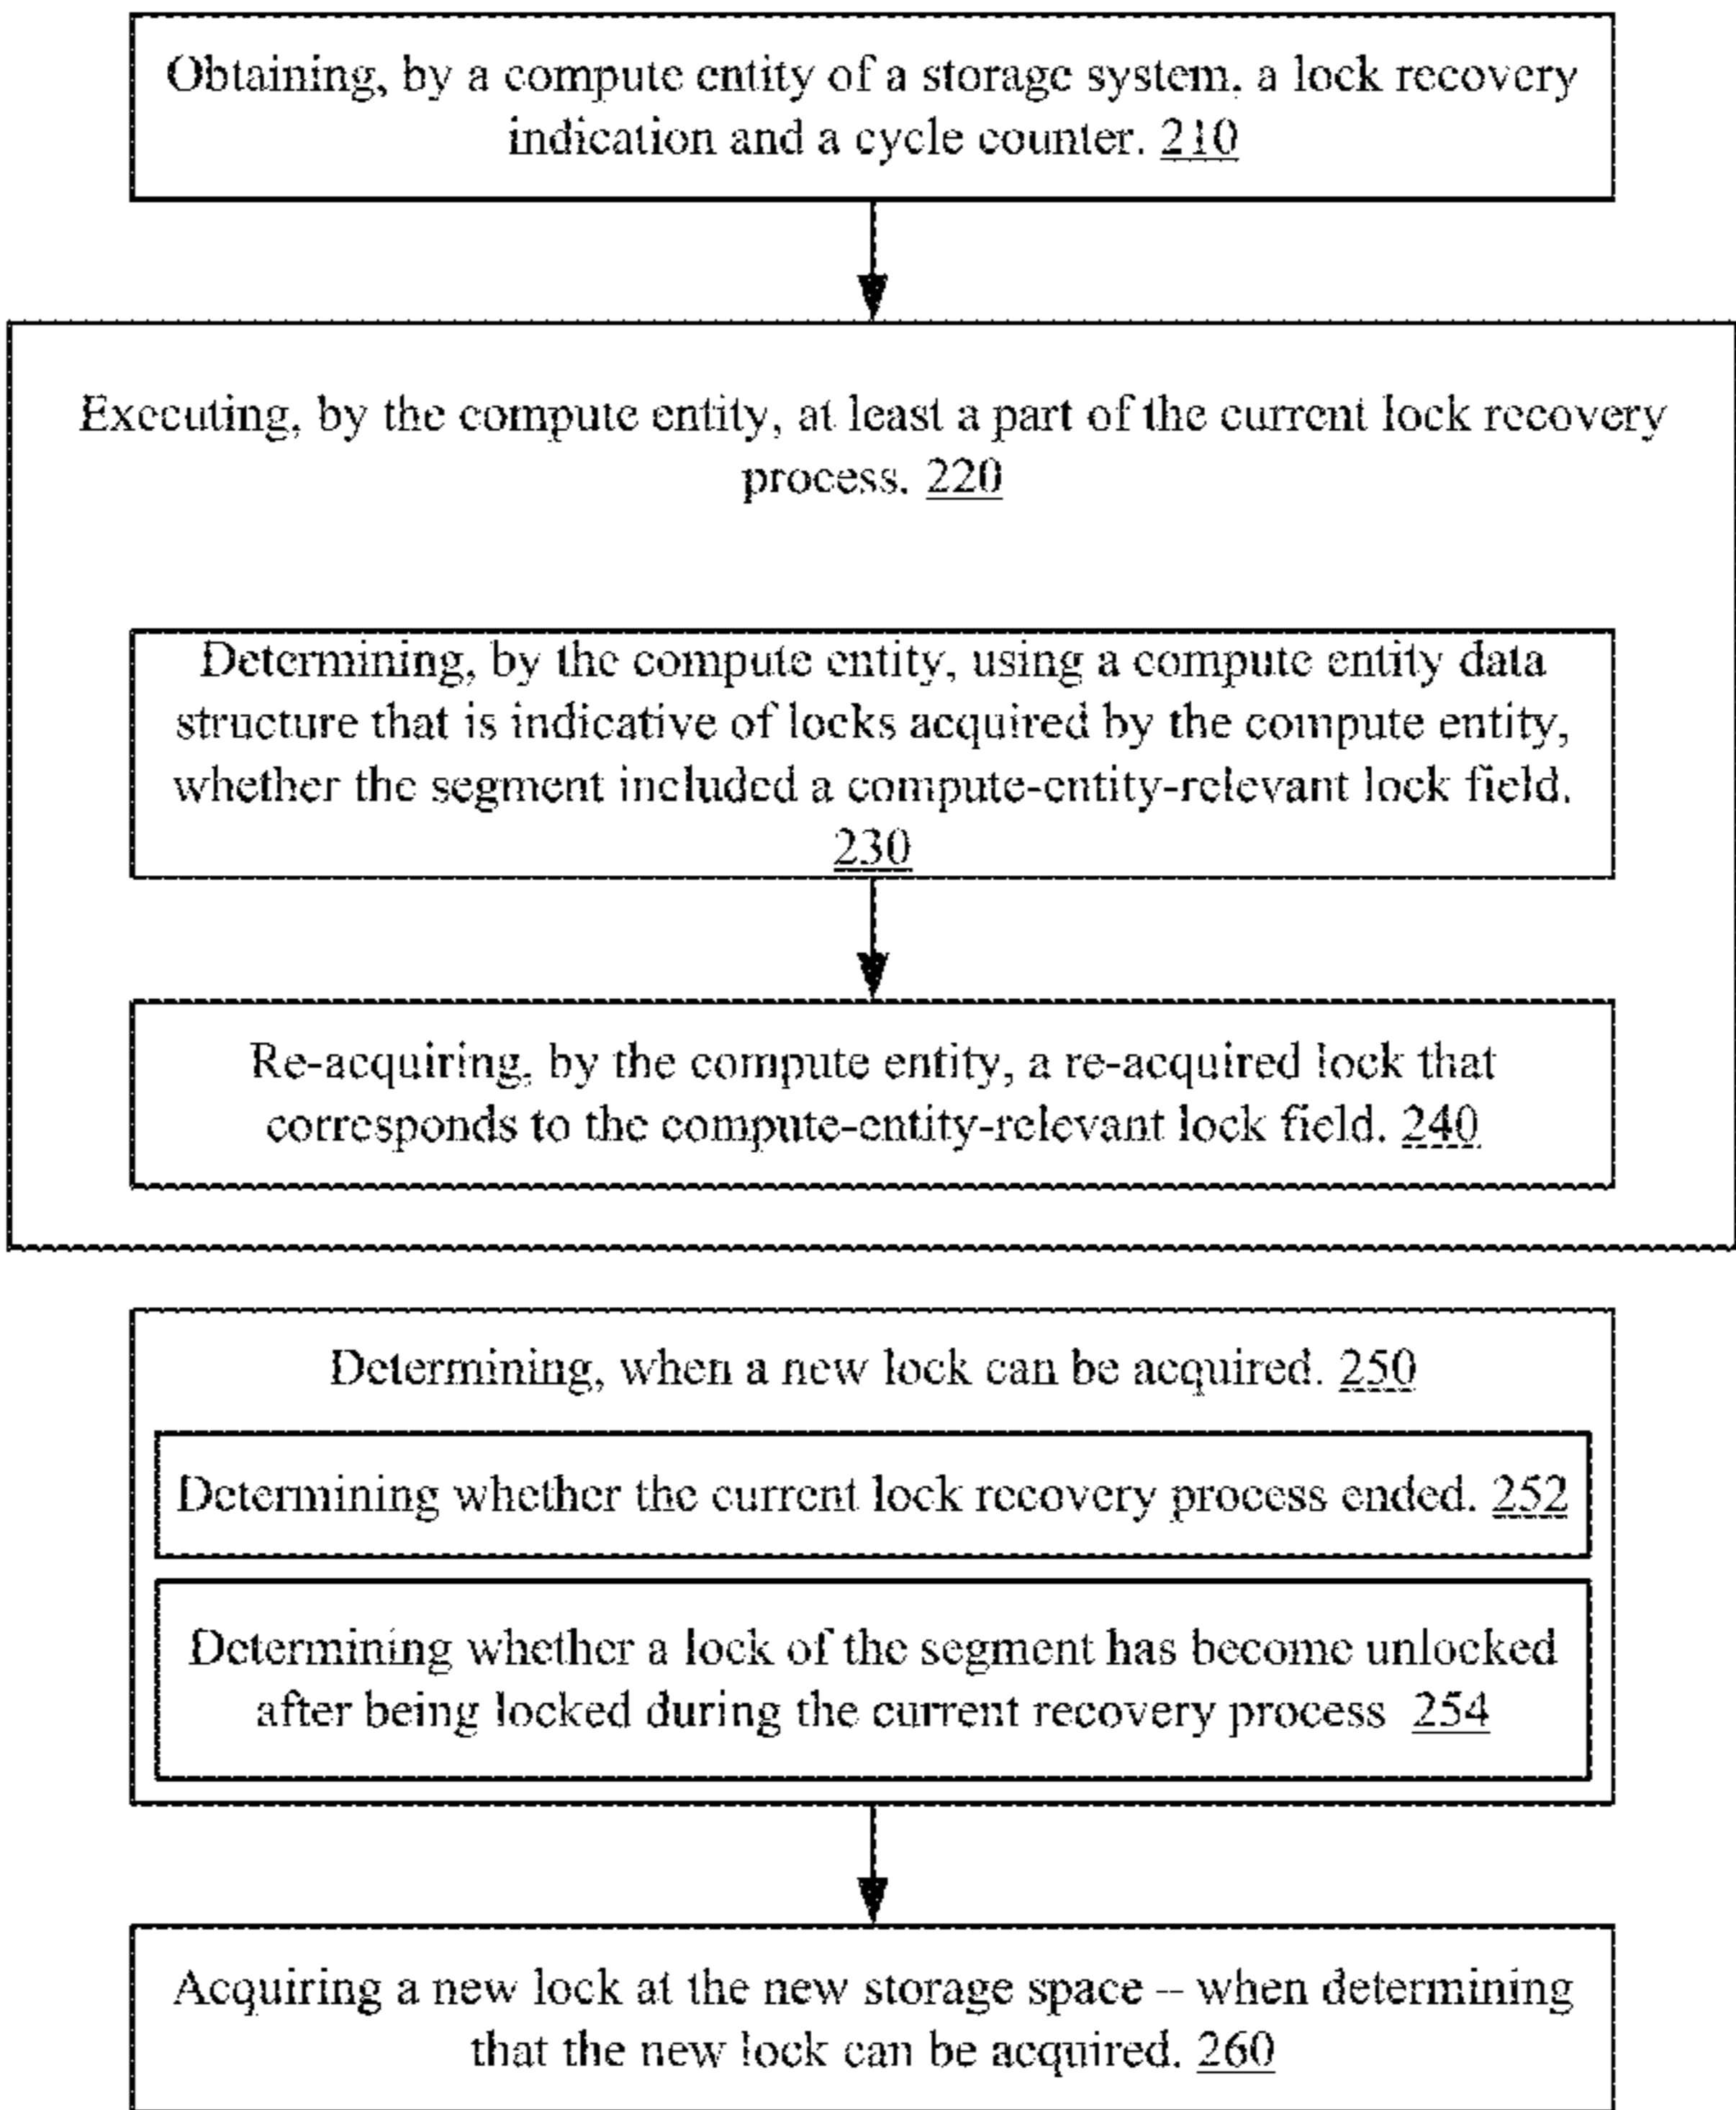 Obtaining, by a compute entity of a storage system, a lock recovery
indication and a cycle counter. 210
Executing, by the compute entity, at least a part of the current lock recovery
process. 220
Determining, by the compute entity, using a compute entity data
structure that is indicative of locks acquired by the compute entity,
whether the segment included a compute-entity-relevant lock field.
230
Re-acquiring, by the compute entity, a re-acquired lock that
corresponds to the compute-entity-relevant lock field. 240
Determining, when a new lock can be acquired. 250
Determining whether the current lock recovery process ended. 252
Determining whether a lock of the segment has become unlocked
after being locked during the current recovery process 254
Acquiring a new lock at the new storage space – when determining
that the new lock can be acquired. 260